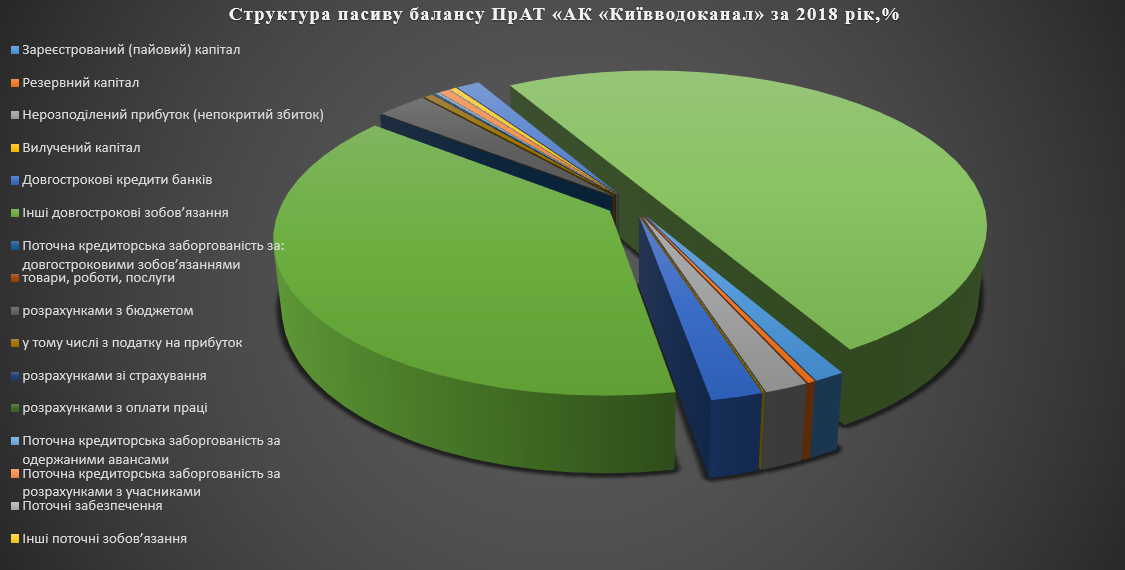 Структура пасиву балансу ПрАТ «АК «Київводоканал» за 2018 рік,%
Зареєстрований (пайовий) капітал
Резервний капітал
Нерозподілений прибуток (непокритий збиток)
Вилучений капітал
Довгострокові кредити банків
Інші довгострокові зобов’язання
Поточна кредиторська заборгованість за:
довгостроковими зобов’язаннями
товари, роботи, послуги
розрахунками з бюджетом
у тому числі з податку на прибуток
розрахунками зі страхування
розрахунками з оплати праці
Поточна кредиторська заборгованість за
одержаними авансами
Поточна кредиторська заборгованість за
розрахунками з учасниками
Поточні забезпечення
Інші поточні зобов’язання